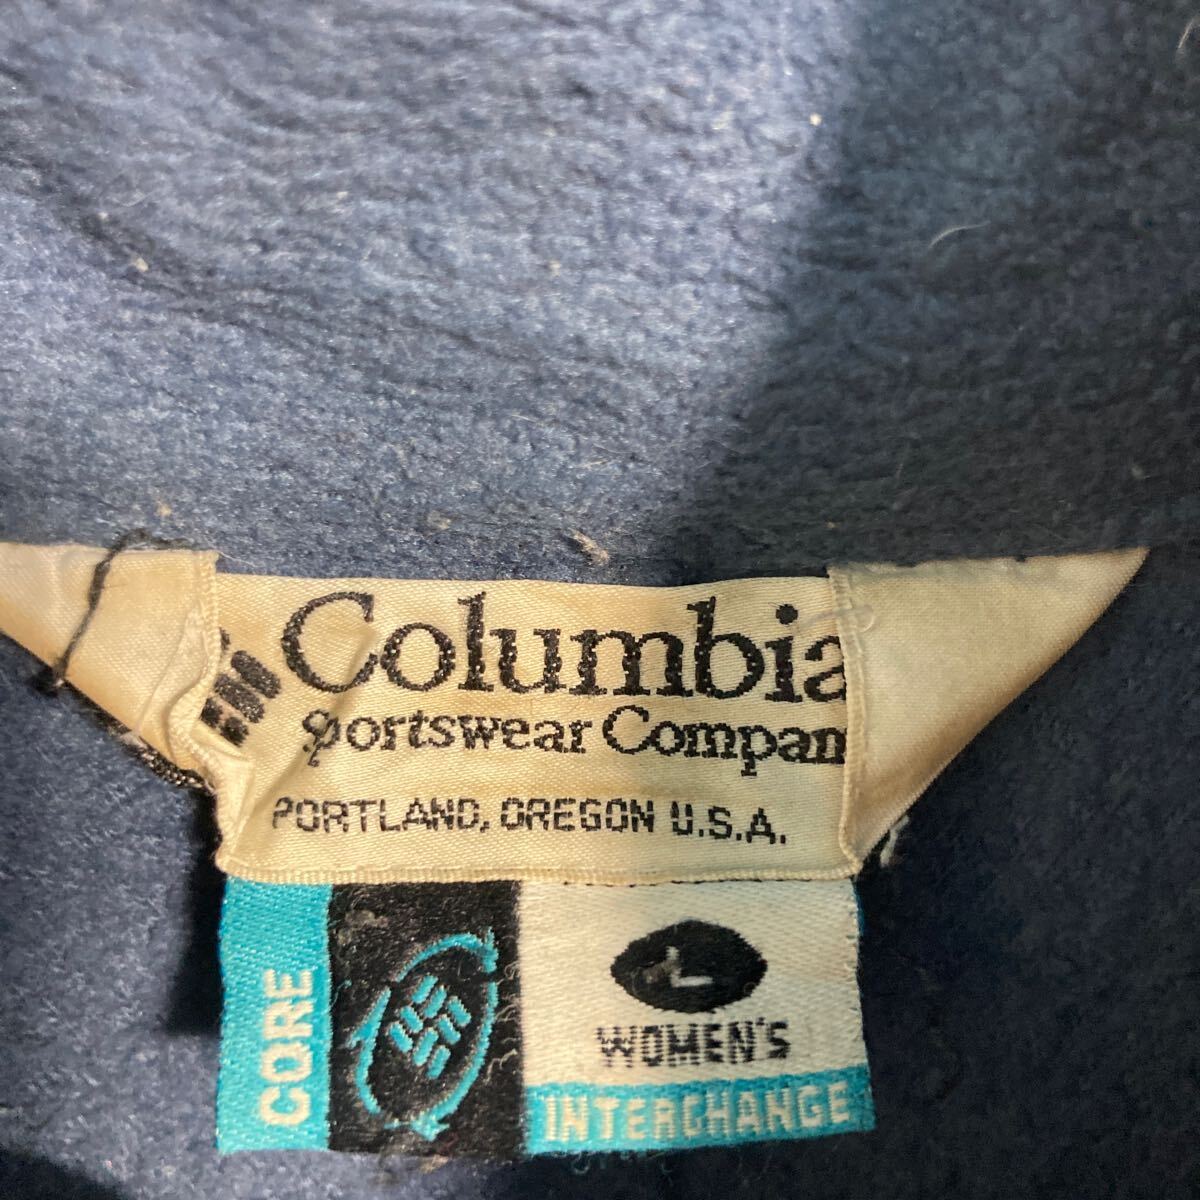 Columbia
Sportswear Compan
PORTLAND, OREGON U.S.A.
CORE
L
WOMEN'S
INTERCHANGE